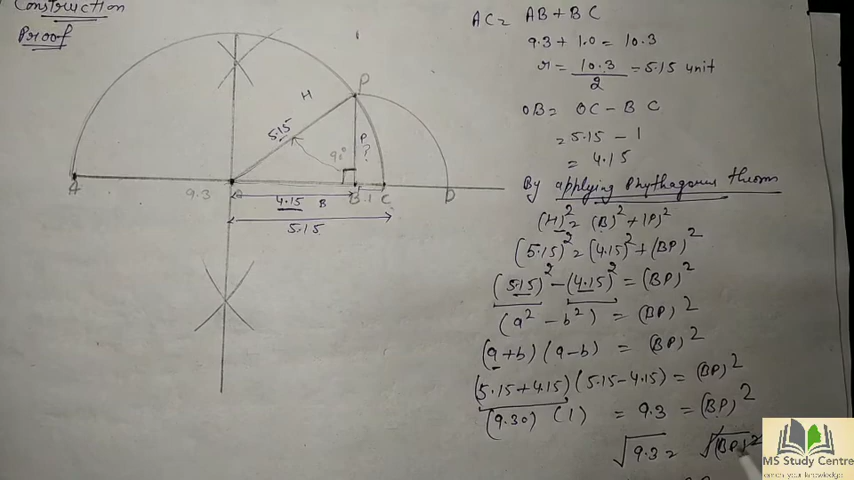 Construction
Proof
P
H
5.15
90°
P
?
A
9.3
O
B
1
C
D
4.15 B
5.15
AC = AB + BC
9.3 + 1.0 = 10.3
r = 10.3 / 2 = 5.15 unit
OB = OC - BC
= 5.15 - 1
= 4.15
By applying Phythagorus theorm
(H)² = (B)² + (P)²
(5.15)² = (4.15)² + (BP)²
(5.15)² - (4.15)² = (BP)²
(a² - b²) = (BP)²
(a+b) (a-b) = (BP)²
(5.15+4.15) (5.15-4.15) = (BP)²
(9.30) (1) = 9.3 = (BP)²
√9.3 = √(BP)²
MS Study Centre